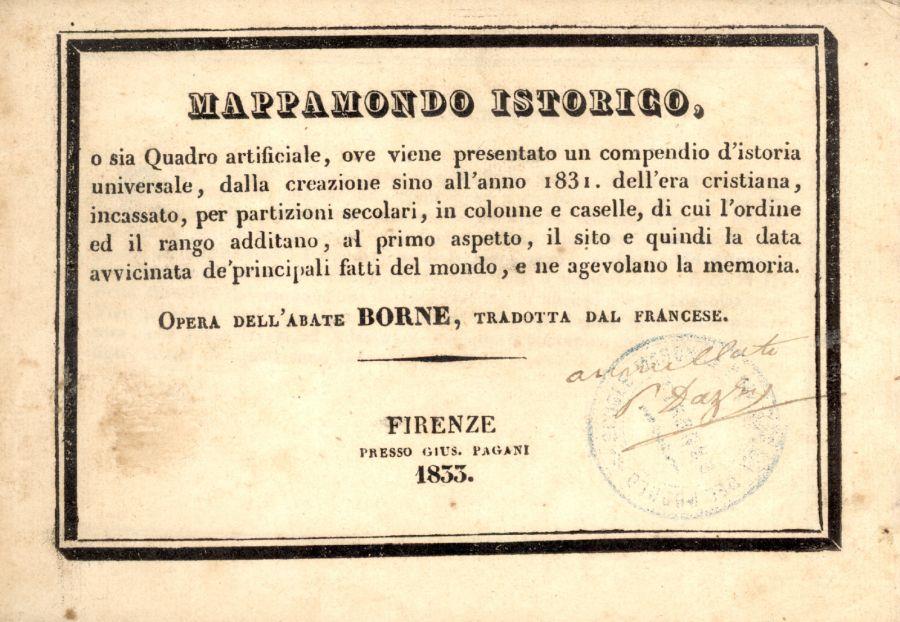 MAPPAMONDO ISTORICO,
o sia Quadro artificiale, ove viene presentato un compendio d'istoria
universale, dalla creazione sino all'anno 1831. dell'era cristiana,
incassato, per partizioni secolari, in colonne e caselle, di cui l'ordine
ed il rango additano, al primo aspetto, il sito e quindi la data
avvicinata de'principali fatti del mondo, e ne agevolano la memoria.
OPERA DELL'ABATE BORNE, TRADOTTA DAL FRANCESE.
annullato
FIRENZE
PRESSO GIUS. PAGANI
1833.
DEL POPOLO